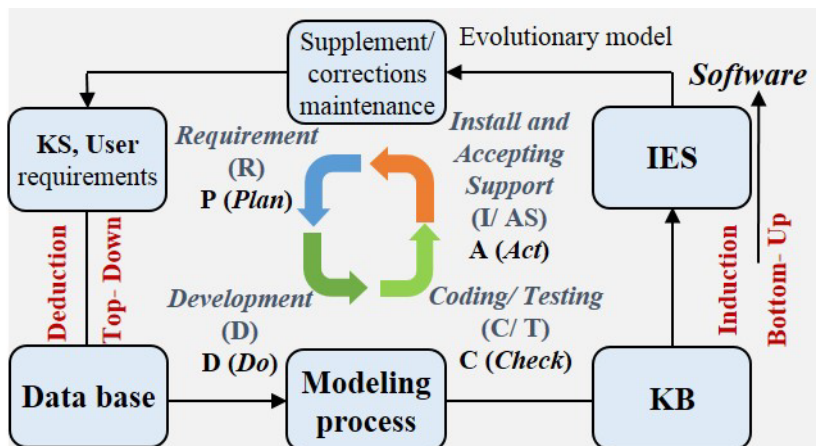 Supplement/
corrections
maintenance
Evolutionary model
Software
KS, User
requirements
Requirement
(R)
P (Plan)
Install and
Accepting
Support
(I/ AS)
A (Act)
IES
Deduction
Top- Down
Development
(D)
D (Do)
Coding/ Testing
(C/ T)
C (Check)
Induction
Bottom- Up
Data base
Modeling
process
KB